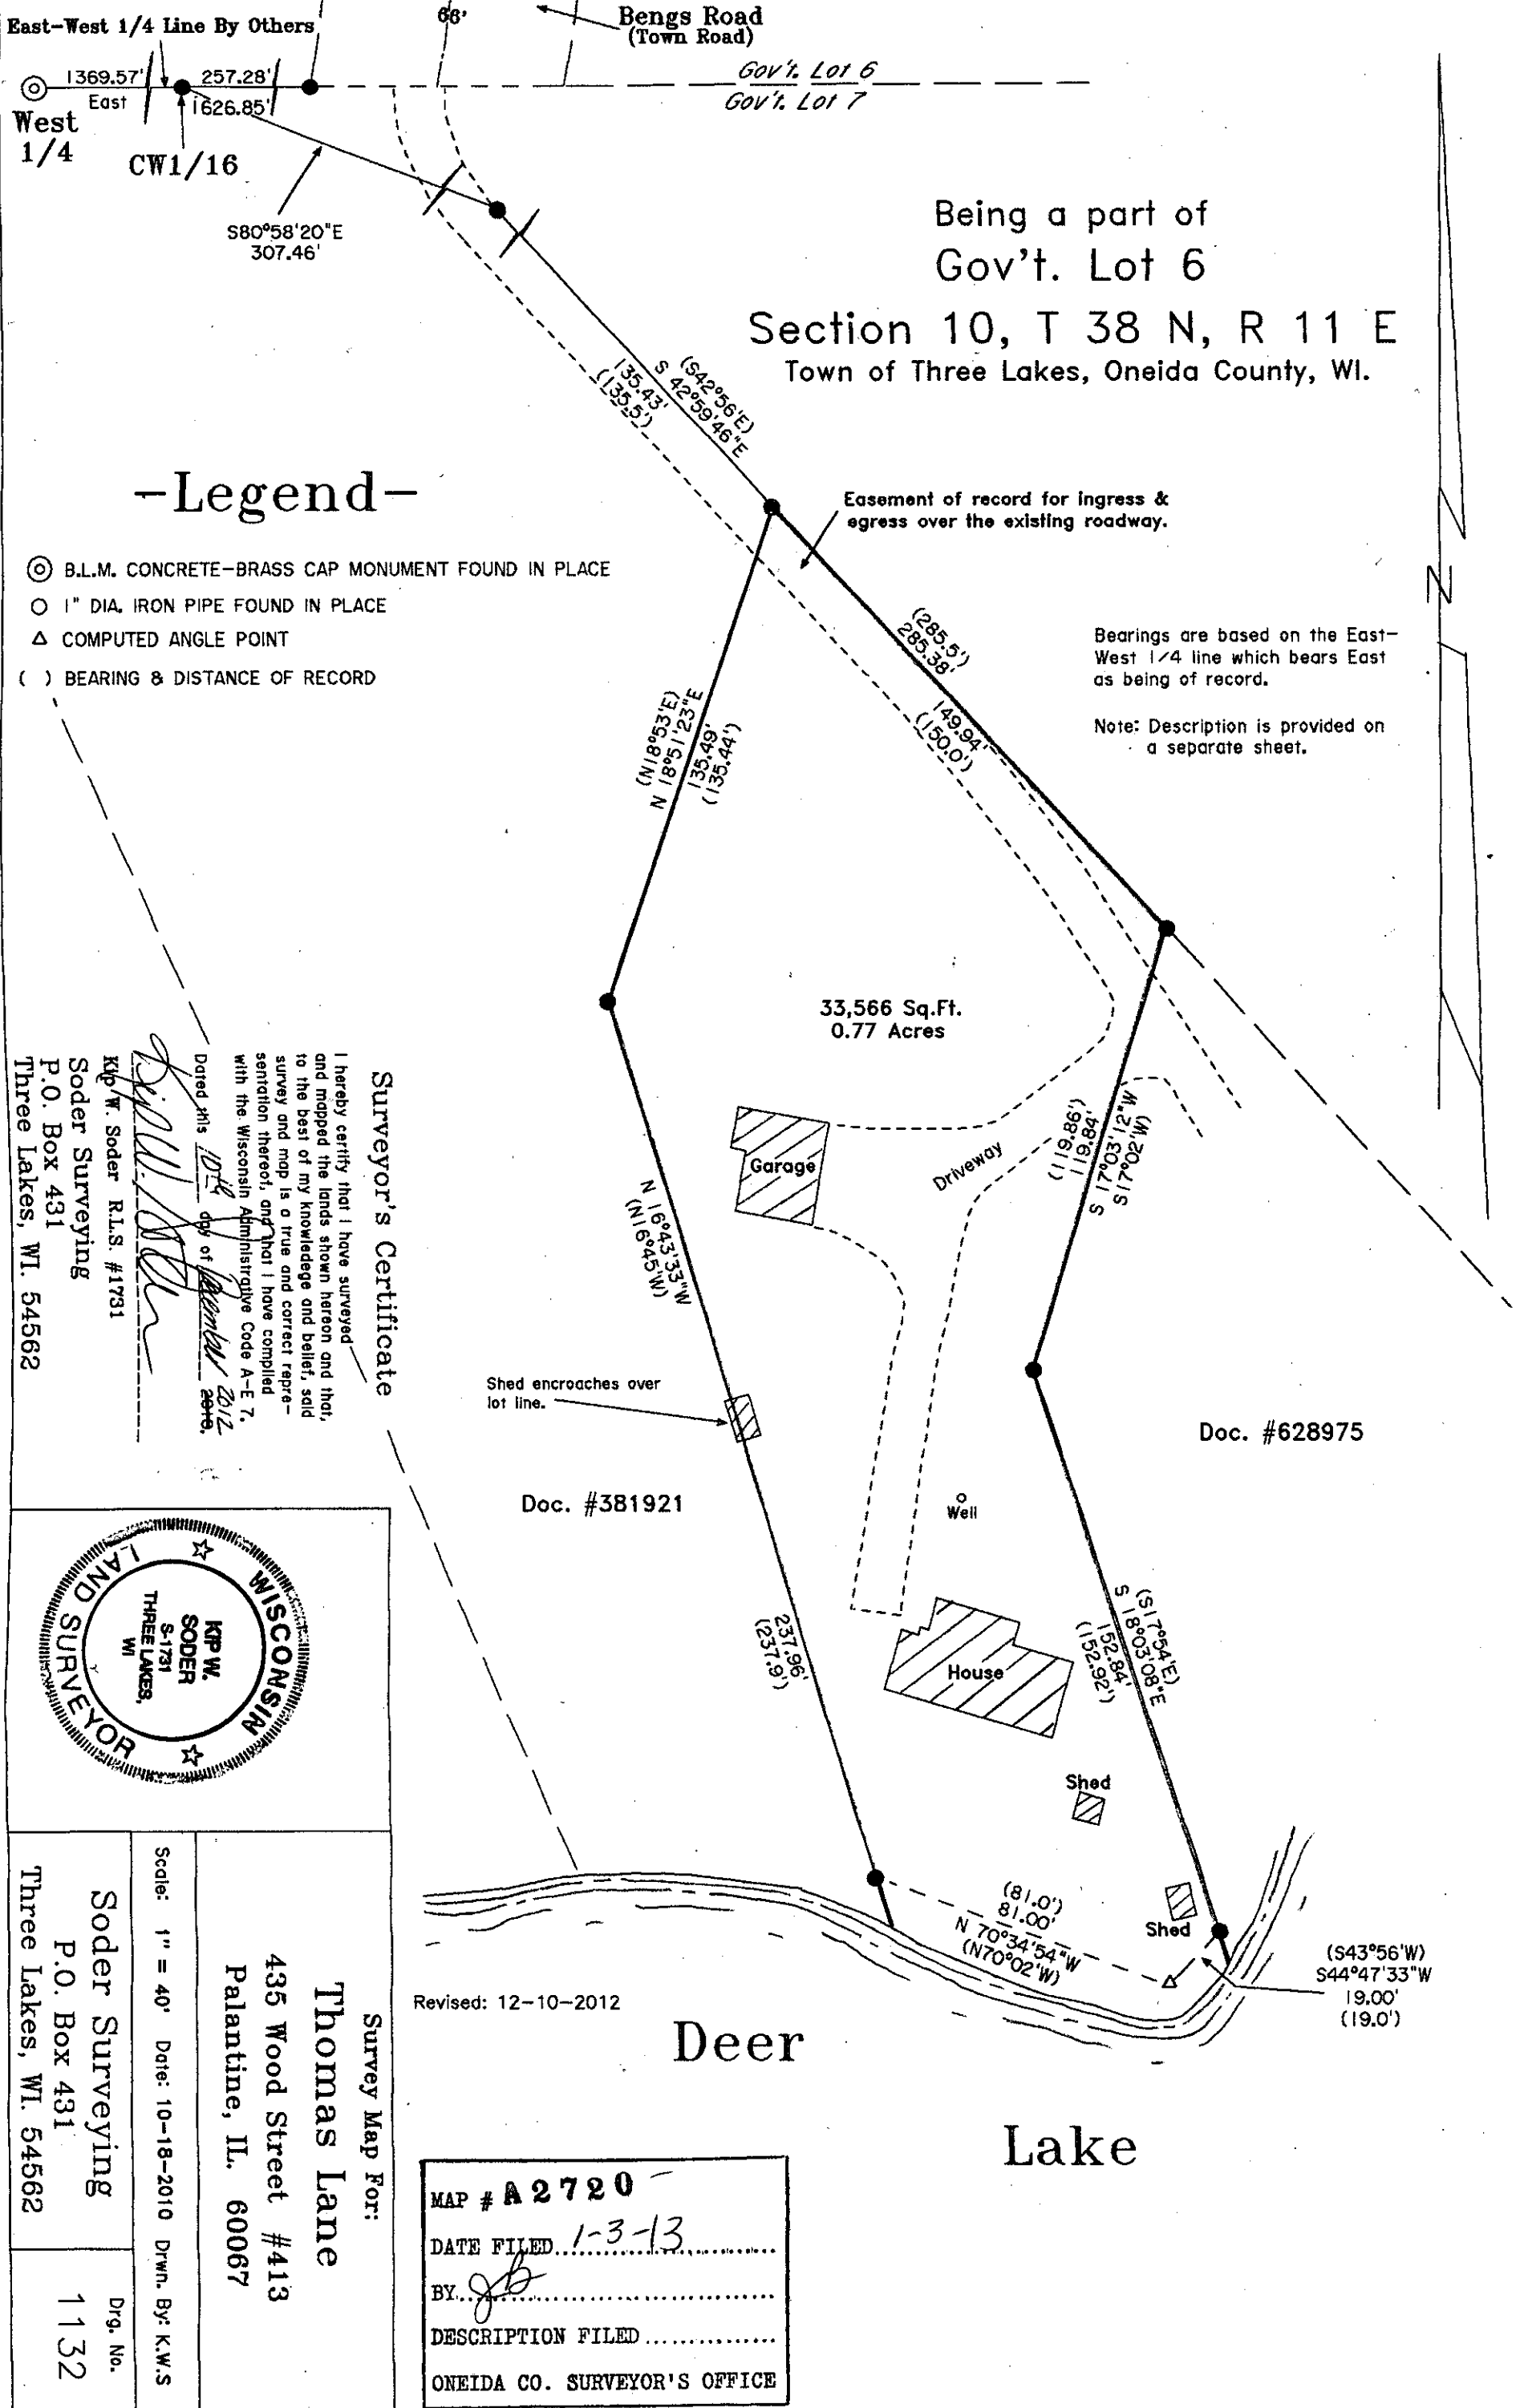 East-West 1/4 Line By Others
66'
Bengs Road
(Town Road)
1369.57'
East
257.28'
1626.85'
Gov't. Lot 6
Gov't. Lot 7
West
1/4
CW1/16
S80°58'20"E
307.46'
Being a part of
Gov't. Lot 6
Section 10, T 38 N, R 11 E
Town of Three Lakes, Oneida County, WI.
(S42°56'E)
S 42°59'46"E
135.43'
(135.5')
-Legend-
B.L.M. CONCRETE-BRASS CAP MONUMENT FOUND IN PLACE
1" DIA. IRON PIPE FOUND IN PLACE
COMPUTED ANGLE POINT
( ) BEARING & DISTANCE OF RECORD
Easement of record for ingress &
egress over the existing roadway.
N
Bearings are based on the East-
West 1/4 line which bears East
as being of record.
Note: Description is provided on
a separate sheet.
(285.5')
285.38'
149.94'
(150.0')
(N18°53'E)
N 18°51'23"E
135.49'
(135.44')
33,566 Sq.Ft.
0.77 Acres
Garage
Driveway
(119.86')
119.84'
S 17°03'12"W
S17°02'W)
N 16°43'33"W
(N16°45'W)
Shed encroaches over
lot line.
Doc. #628975
Doc. #381921
Well
237.96'
(237.9')
House
(S17°54'E)
S 18°03'08"E
152.84'
(152.92')
Shed
Shed
(81.0')
81.00'
N 70°34'54"W
(N70°02'W)
(S43°56'W)
S44°47'33"W
19.00'
(19.0')
Revised: 12-10-2012
Deer
Lake
Surveyor's Certificate
I hereby certify that I have surveyed
and mapped the lands shown hereon and that,
to the best of my knowledege and belief, said
survey and map is a true and correct repre-
sentation thereof, and that I have complied
with the Wisconsin Administrative Code A-E 7.
Dated this 10th day of December 2012 2010.
Kip W. Soder R.L.S. #1731
Soder Surveying
P.O. Box 431
Three Lakes, WI. 54562
WISCONSIN
KIP W.
SODER
S-1731
THREE LAKES,
WI
LAND SURVEYOR
Survey Map For:
Thomas Lane
435 Wood Street #413
Palantine, IL. 60067
Scale: 1" = 40' Date: 10-18-2010 Drwn. By: K.W.S
Soder Surveying
P.O. Box 431
Three Lakes, WI. 54562
Drg. No.
1132
MAP # A2720
DATE FILED 1-3-13
BY JB
DESCRIPTION FILED
ONEIDA CO. SURVEYOR'S OFFICE